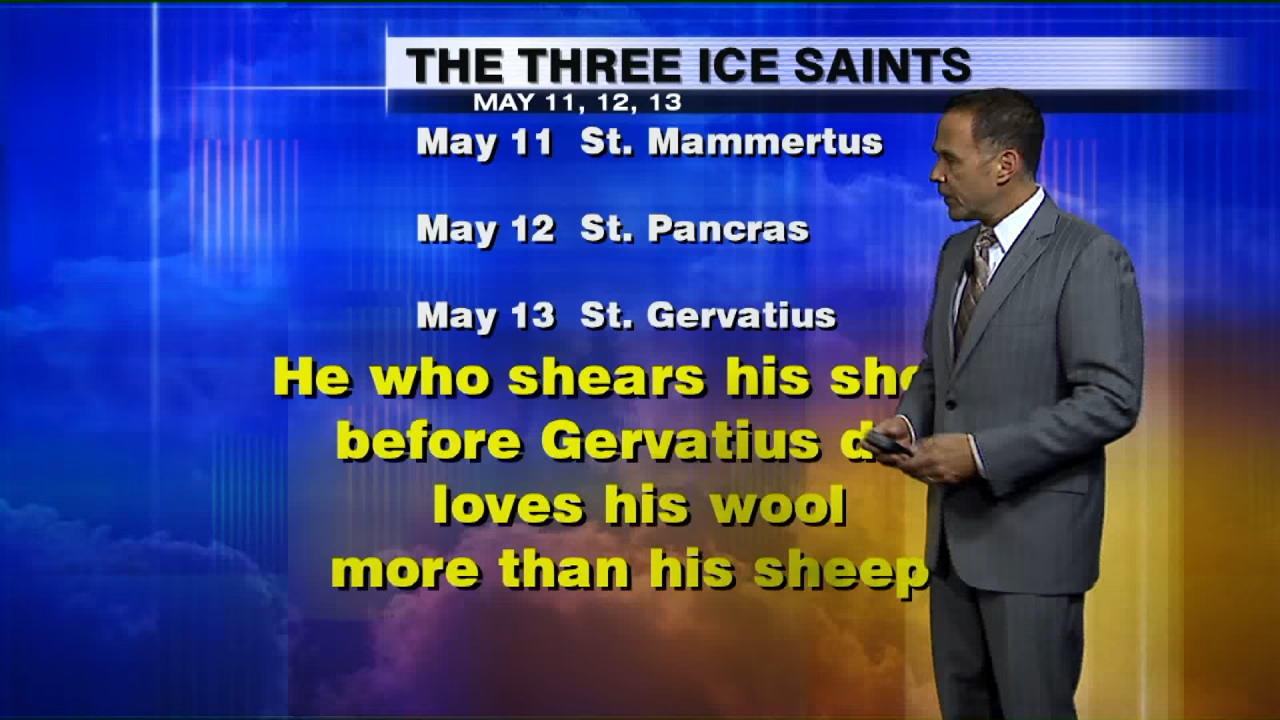 THE THREE ICE SAINTS
MAY 11, 12, 13
May 11 St. Mammertus
May 12 St. Pancras
May 13 St. Gervatius
He who shears his
before Gervatius
loves his wool
more than his sheep